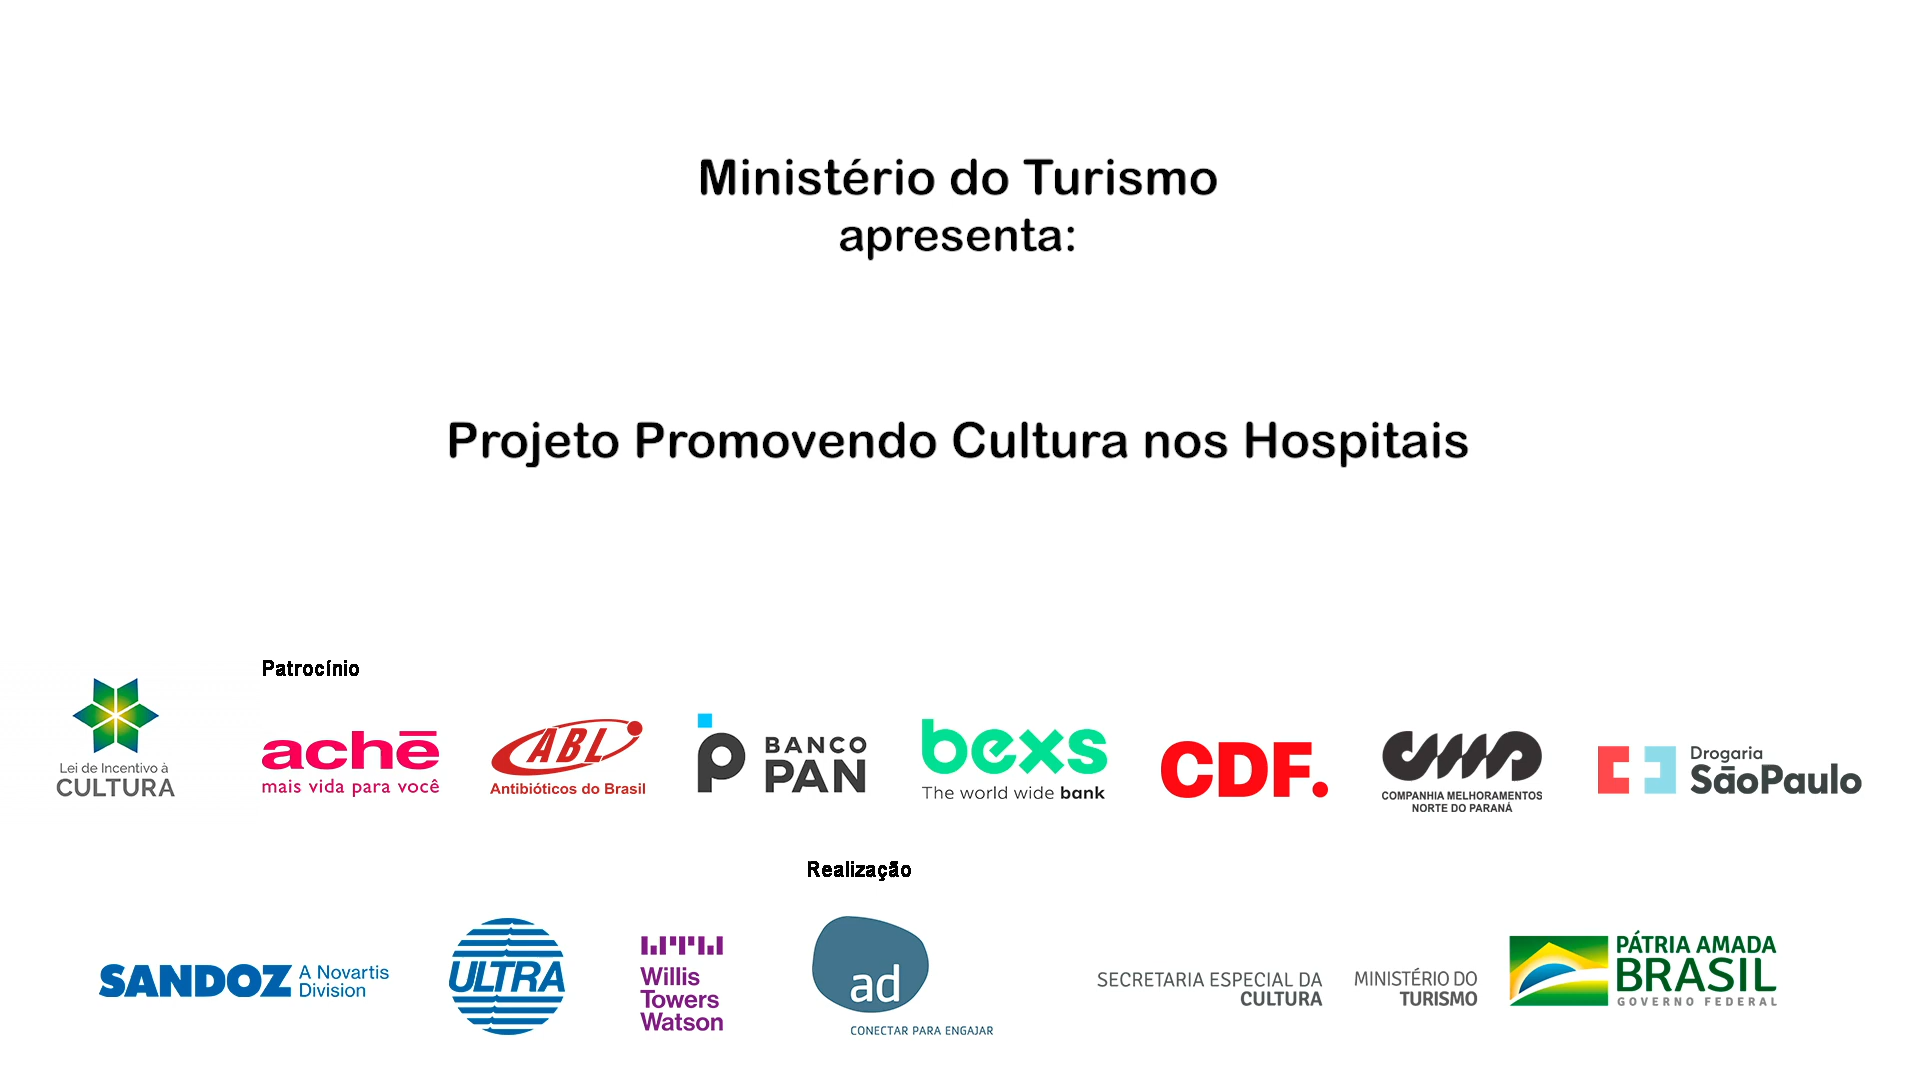 Ministério do Turismo
apresenta:
Projeto Promovendo Cultura nos Hospitais
Patrocínio
Lei de Incentivo à
CULTURA
achē
mais vida para você
ABL
Antibióticos do Brasil
BANCO
PAN
bexs
The world wide bank
CDF.
COMPANHIA MELHORAMENTOS
NORTE DO PARANÁ
Drogaria
SãoPaulo
Realização
SANDOZ A Novartis
Division
ULTRA
Willis
Towers
Watson
ad
CONECTAR PARA ENGAJAR
SECRETARIA ESPECIAL DA
CULTURA
MINISTÉRIO DO
TURISMO
PÁTRIA AMADA
BRASIL
GOVERNO FEDERAL